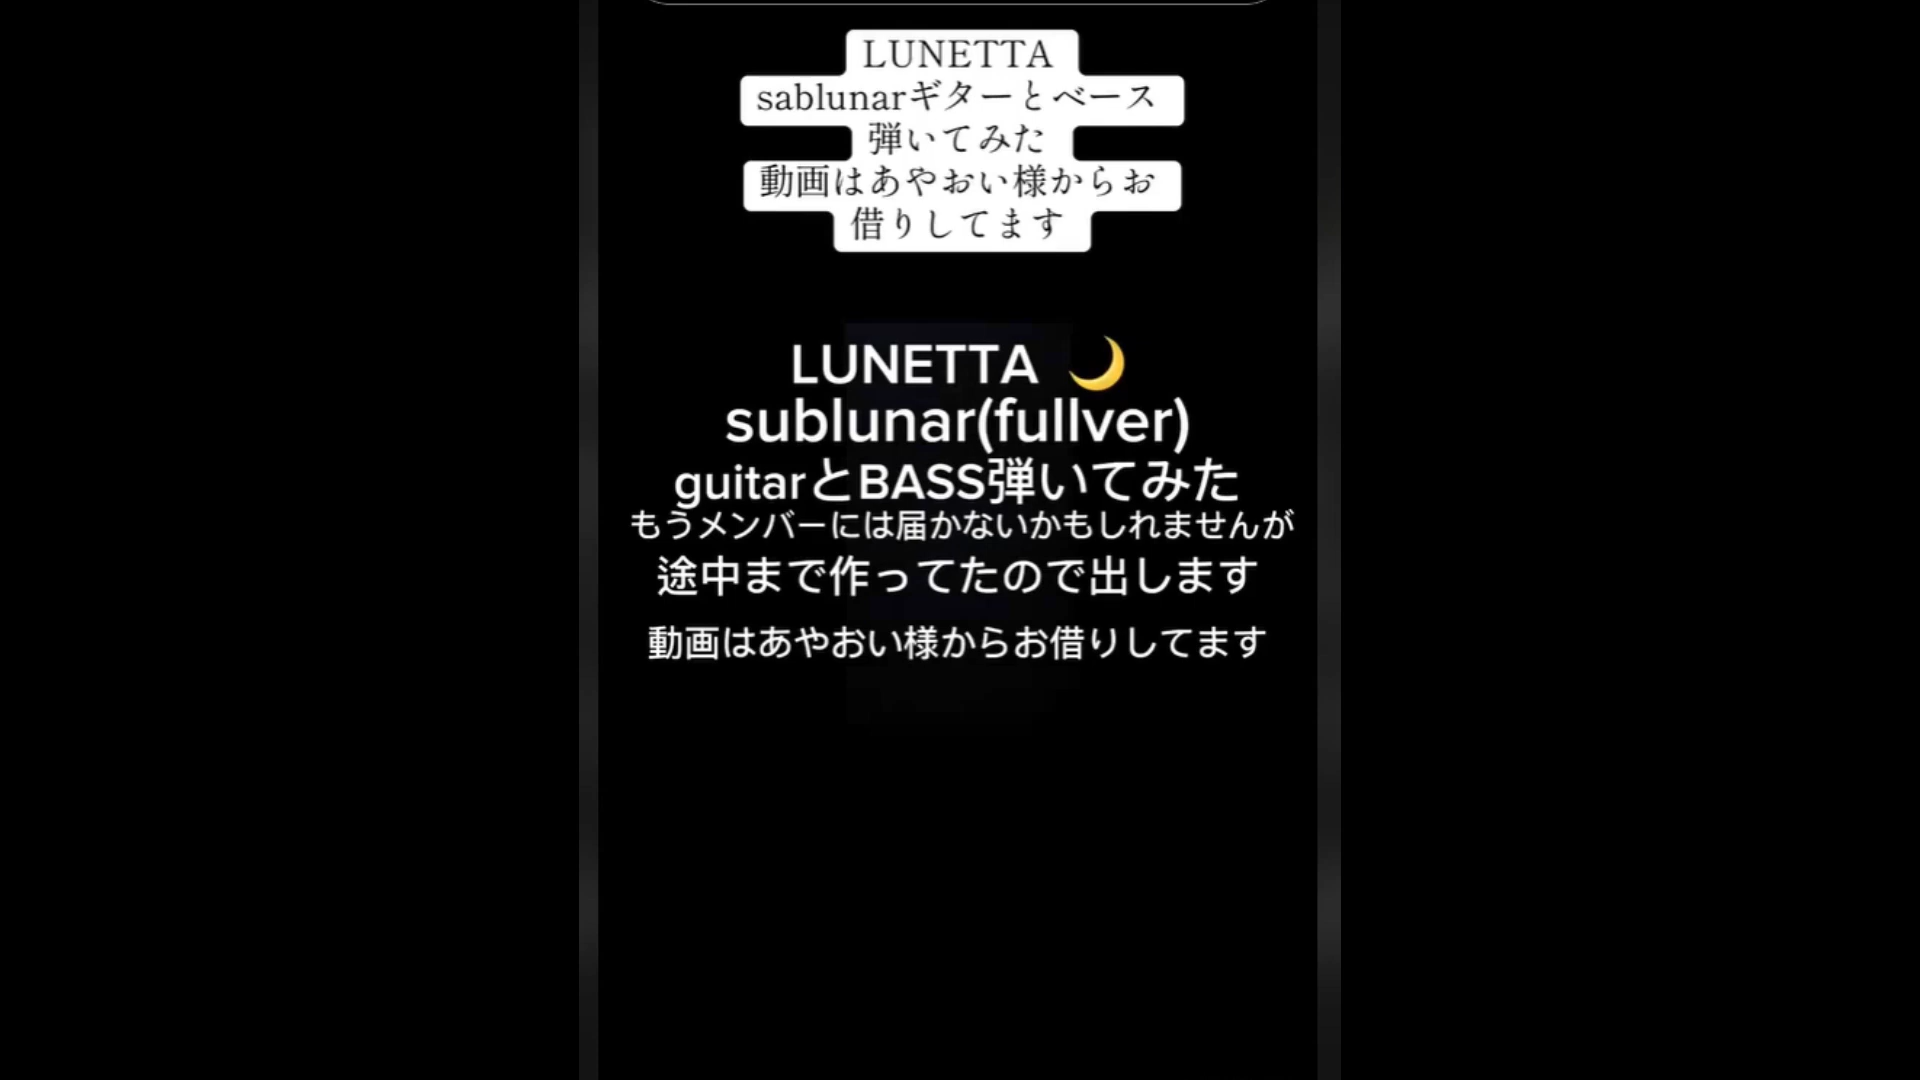 LUNETTA
sablunarギターとベース
弾いてみた
動画はあやおい様からお
借りしてます
LUNETTA 🌙
sublunar(fullver)
guitarとBASS弾いてみた
もうメンバーには届かないかもしれませんが
途中まで作ってたので出します
動画はあやおい様からお借りしてます